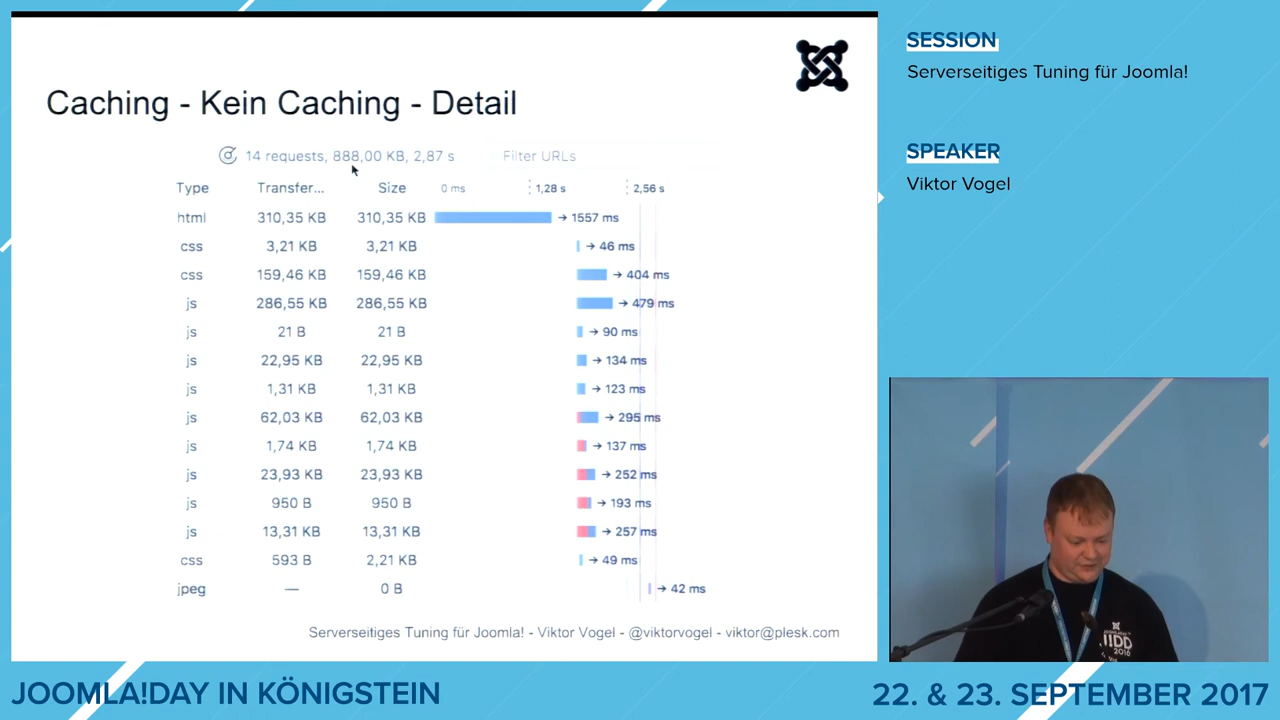 Caching - Kein Caching - Detail
14 requests, 888,00 KB, 2,87 s Filter URLs
Type Transfer... Size 0 ms 1,28 s 2,56 s
html 310,35 KB 310,35 KB → 1557 ms
css 3,21 KB 3,21 KB → 46 ms
css 159,46 KB 159,46 KB → 404 ms
js 286,55 KB 286,55 KB → 479 ms
js 21 B 21 B → 90 ms
js 22,95 KB 22,95 KB → 134 ms
js 1,31 KB 1,31 KB → 123 ms
js 62,03 KB 62,03 KB → 295 ms
js 1,74 KB 1,74 KB → 137 ms
js 23,93 KB 23,93 KB → 252 ms
js 950 B 950 B → 193 ms
js 13,31 KB 13,31 KB → 257 ms
css 593 B 2,21 KB → 49 ms
jpeg — 0 B → 42 ms
Serverseitiges Tuning für Joomla! - Viktor Vogel - @viktorvogel - viktor@plesk.com
SESSION
Serverseitiges Tuning für Joomla!
SPEAKER
Viktor Vogel
2016
JOOMLA!DAY IN KÖNIGSTEIN
22. & 23. SEPTEMBER 2017